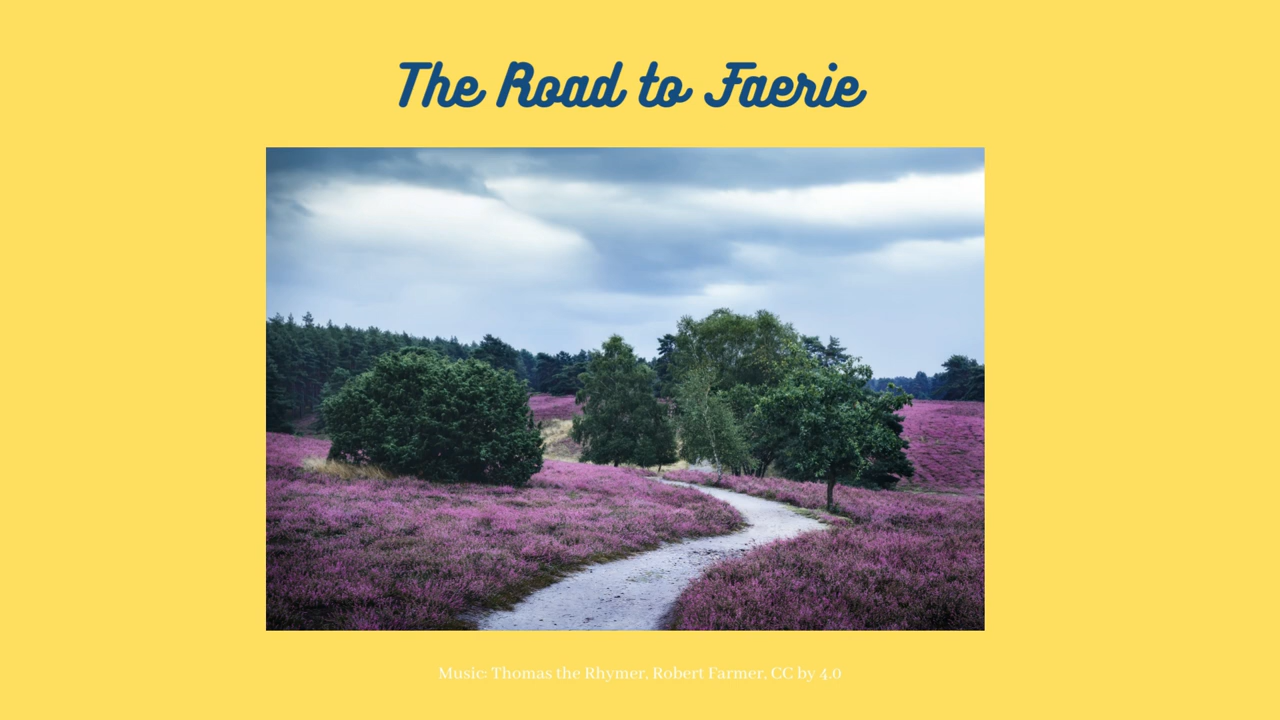 The Road to Faerie
Music: Thomas the Rhymer, Robert Farmer, CC by 4.0